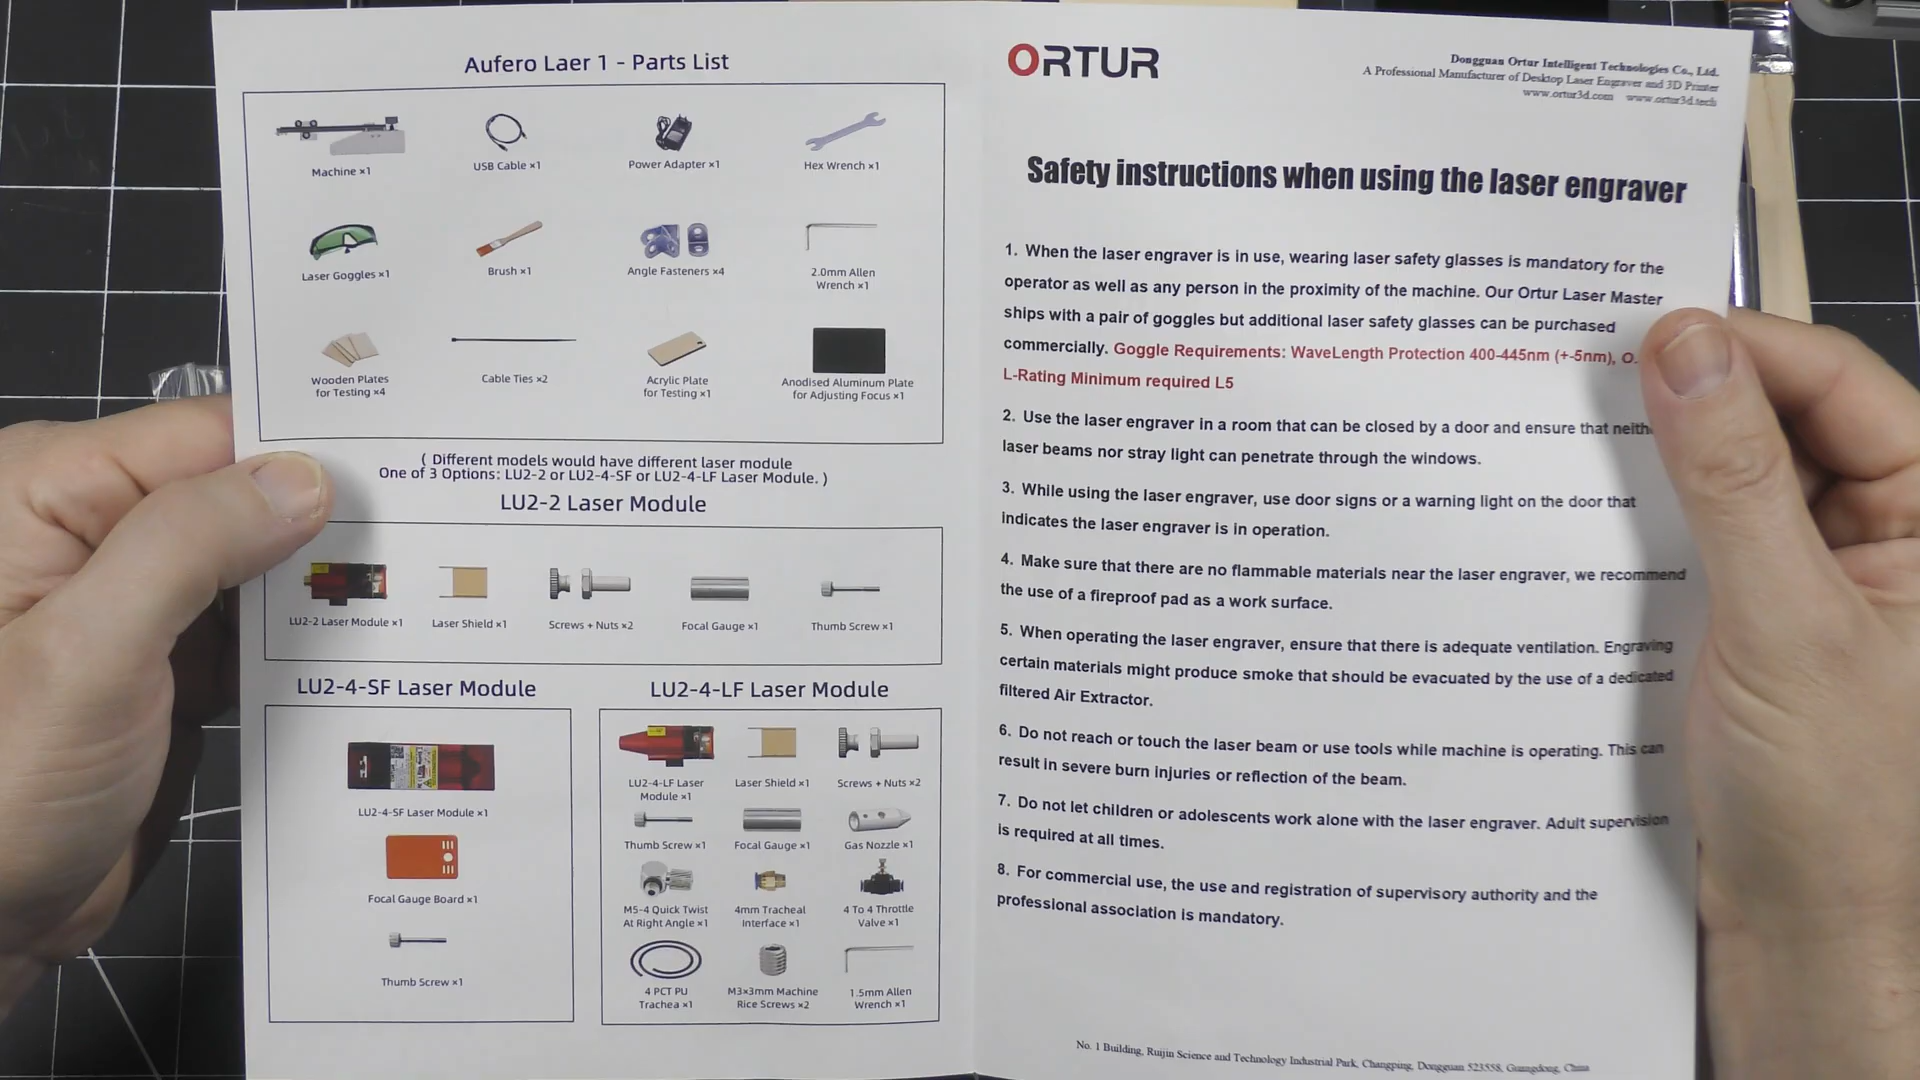 Aufero Laer 1 - Parts List
Machine ×1
USB Cable ×1
Power Adapter ×1
Hex Wrench ×1
Laser Goggles ×1
Brush ×1
Angle Fasteners ×4
2.0mm Allen
Wrench ×1
Wooden Plates
for Testing ×4
Cable Ties ×2
Acrylic Plate
for Testing ×1
Anodised Aluminum Plate
for Adjusting Focus ×1
( Different models would have different laser module
One of 3 Options: LU2-2 or LU2-4-SF or LU2-4-LF Laser Module. )
LU2-2 Laser Module
LU2-2 Laser Module ×1
Laser Shield ×1
Screws + Nuts ×2
Focal Gauge ×1
Thumb Screw ×1
LU2-4-SF Laser Module
LU2-4-SF Laser Module ×1
Focal Gauge Board ×1
Thumb Screw ×1
LU2-4-LF Laser Module
LU2-4-LF Laser
Module ×1
Laser Shield ×1
Screws + Nuts ×2
Thumb Screw ×1
Focal Gauge ×1
Gas Nozzle ×1
M5-4 Quick Twist
At Right Angle ×1
4mm Tracheal
Interface ×1
4 To 4 Throttle
Valve ×1
4 PCT PU
Trachea ×1
M3×3mm Machine
Rice Screws ×2
1.5mm Allen
Wrench ×1
ORTUR
Dongguan Ortur Intelligent Technologies Co., Ltd.
A Professional Manufacturer of Desktop Laser Engraver and 3D Printer
www.ortur3d.com www.ortur3d.tech
Safety instructions when using the laser engraver
1. When the laser engraver is in use, wearing laser safety glasses is mandatory for the
operator as well as any person in the proximity of the machine. Our Ortur Laser Master
ships with a pair of goggles but additional laser safety glasses can be purchased
commercially. Goggle Requirements: WaveLength Protection 400-445nm (+-5nm), O.
L-Rating Minimum required L5
2. Use the laser engraver in a room that can be closed by a door and ensure that neith
laser beams nor stray light can penetrate through the windows.
3. While using the laser engraver, use door signs or a warning light on the door that
indicates the laser engraver is in operation.
4. Make sure that there are no flammable materials near the laser engraver, we recommend
the use of a fireproof pad as a work surface.
5. When operating the laser engraver, ensure that there is adequate ventilation. Engraving
certain materials might produce smoke that should be evacuated by the use of a dedicated
filtered Air Extractor.
6. Do not reach or touch the laser beam or use tools while machine is operating. This can
result in severe burn injuries or reflection of the beam.
7. Do not let children or adolescents work alone with the laser engraver. Adult supervision
is required at all times.
8. For commercial use, the use and registration of supervisory authority and the
professional association is mandatory.
No. 1 Building, Ruijin Science and Technology Industrial Park, Changping, Dongguan 523558, Guangdong, China